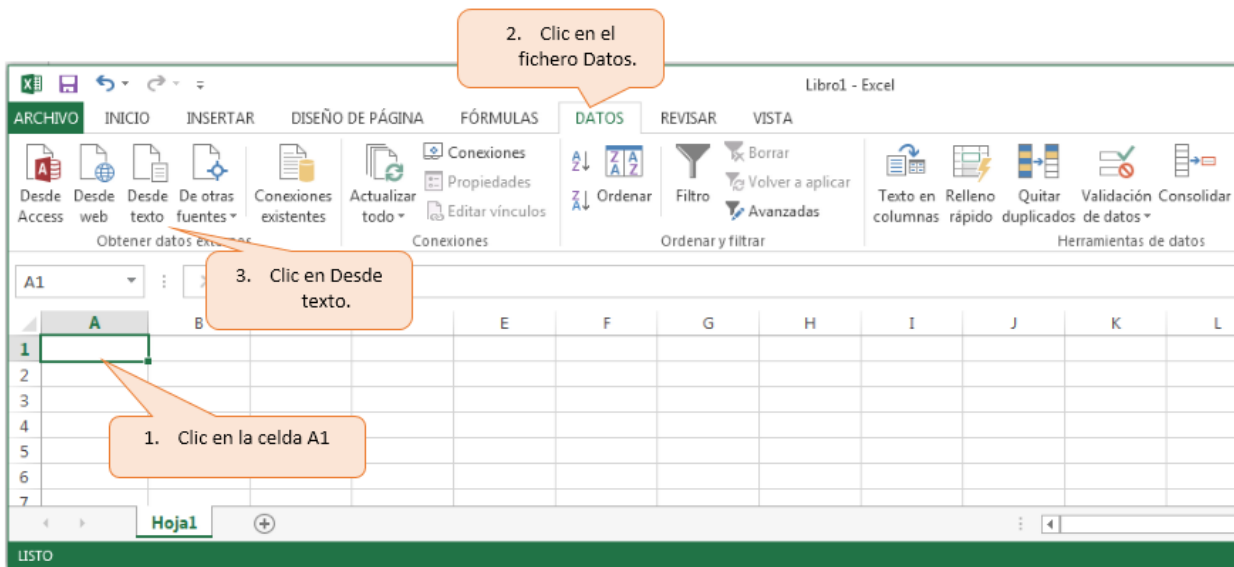 2. Clic en el
fichero Datos.
Libro1 - Excel
ARCHIVO INICIO INSERTAR DISEÑO DE PÁGINA FÓRMULAS DATOS REVISAR VISTA
Desde Access
Desde web
Desde texto
De otras fuentes
Conexiones existentes
Obtener datos
Actualizar todo
Conexiones
Propiedades
Editar vínculos
Conexiones
Ordenar
Filtro
Borrar
Volver a aplicar
Avanzadas
Ordenar y filtrar
Texto en columnas
Relleno rápido
Quitar duplicados
Validación de datos
Consolidar
Herramientas de datos
A1
3. Clic en Desde
texto.
A B E F G H I J K L
1
2
3
4
5
6
7
1. Clic en la celda A1
Hoja1
LISTO